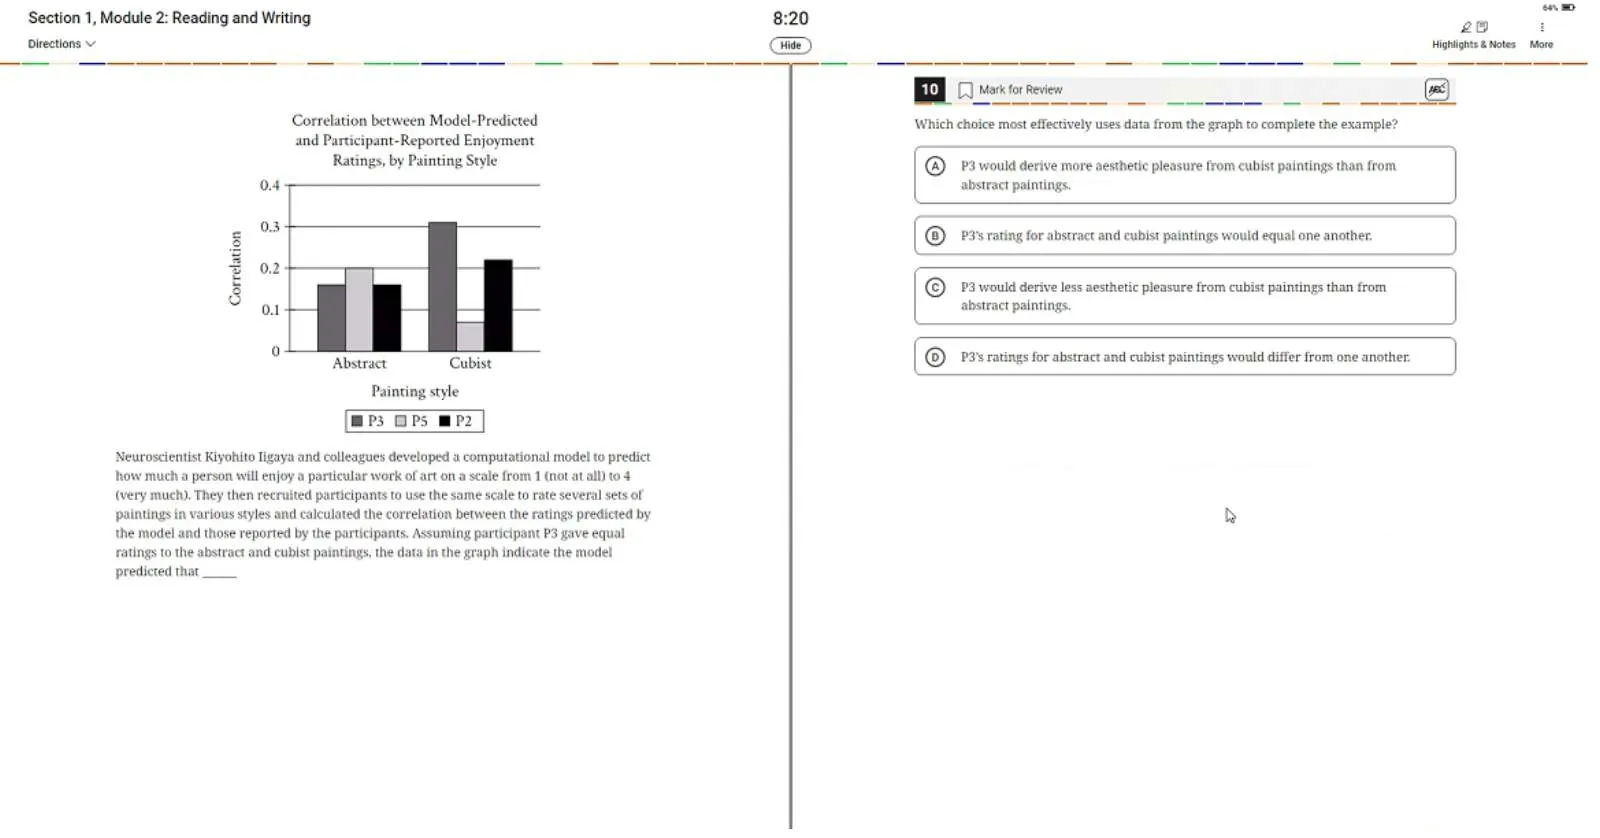 Section 1, Module 2: Reading and Writing
Directions
8:20
Hide
64%
Highlights & Notes
More
Correlation between Model-Predicted
and Participant-Reported Enjoyment
Ratings, by Painting Style
0.4
0.3
0.2
0.1
0
Correlation
Abstract
Cubist
Painting style
P3 P5 P2
Neuroscientist Kiyohito Iigaya and colleagues developed a computational model to predict
how much a person will enjoy a particular work of art on a scale from 1 (not at all) to 4
(very much). They then recruited participants to use the same scale to rate several sets of
paintings in various styles and calculated the correlation between the ratings predicted by
the model and those reported by the participants. Assuming participant P3 gave equal
ratings to the abstract and cubist paintings, the data in the graph indicate the model
predicted that ______
10
Mark for Review
ABC
Which choice most effectively uses data from the graph to complete the example?
A
P3 would derive more aesthetic pleasure from cubist paintings than from
abstract paintings.
B
P3's rating for abstract and cubist paintings would equal one another.
C
P3 would derive less aesthetic pleasure from cubist paintings than from
abstract paintings.
D
P3's ratings for abstract and cubist paintings would differ from one another.